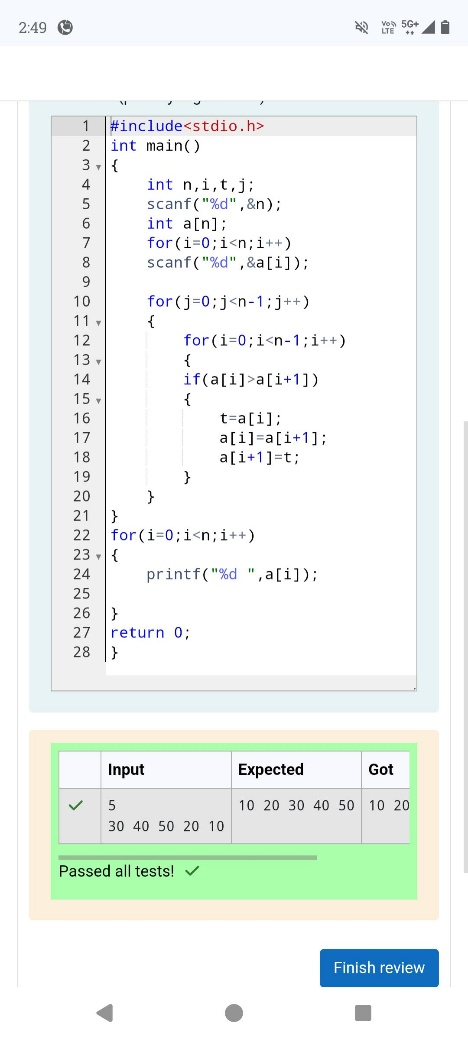 2:49
Vo)) LTE 5G+
1 #include<stdio.h>
2 int main()
3 {
4     int n,i,t,j;
5     scanf("%d",&n);
6     int a[n];
7     for(i=0;i<n;i++)
8     scanf("%d",&a[i]);
9
10     for(j=0;j<n-1;j++)
11     {
12         for(i=0;i<n-1;i++)
13         {
14         if(a[i]>a[i+1])
15         {
16             t=a[i];
17             a[i]=a[i+1];
18             a[i+1]=t;
19         }
20     }
21 }
22 for(i=0;i<n;i++)
23 {
24     printf("%d ",a[i]);
25
26 }
27 return 0;
28 }
Input Expected Got
5 10 20 30 40 50 10 20
30 40 50 20 10
Passed all tests!
Finish review